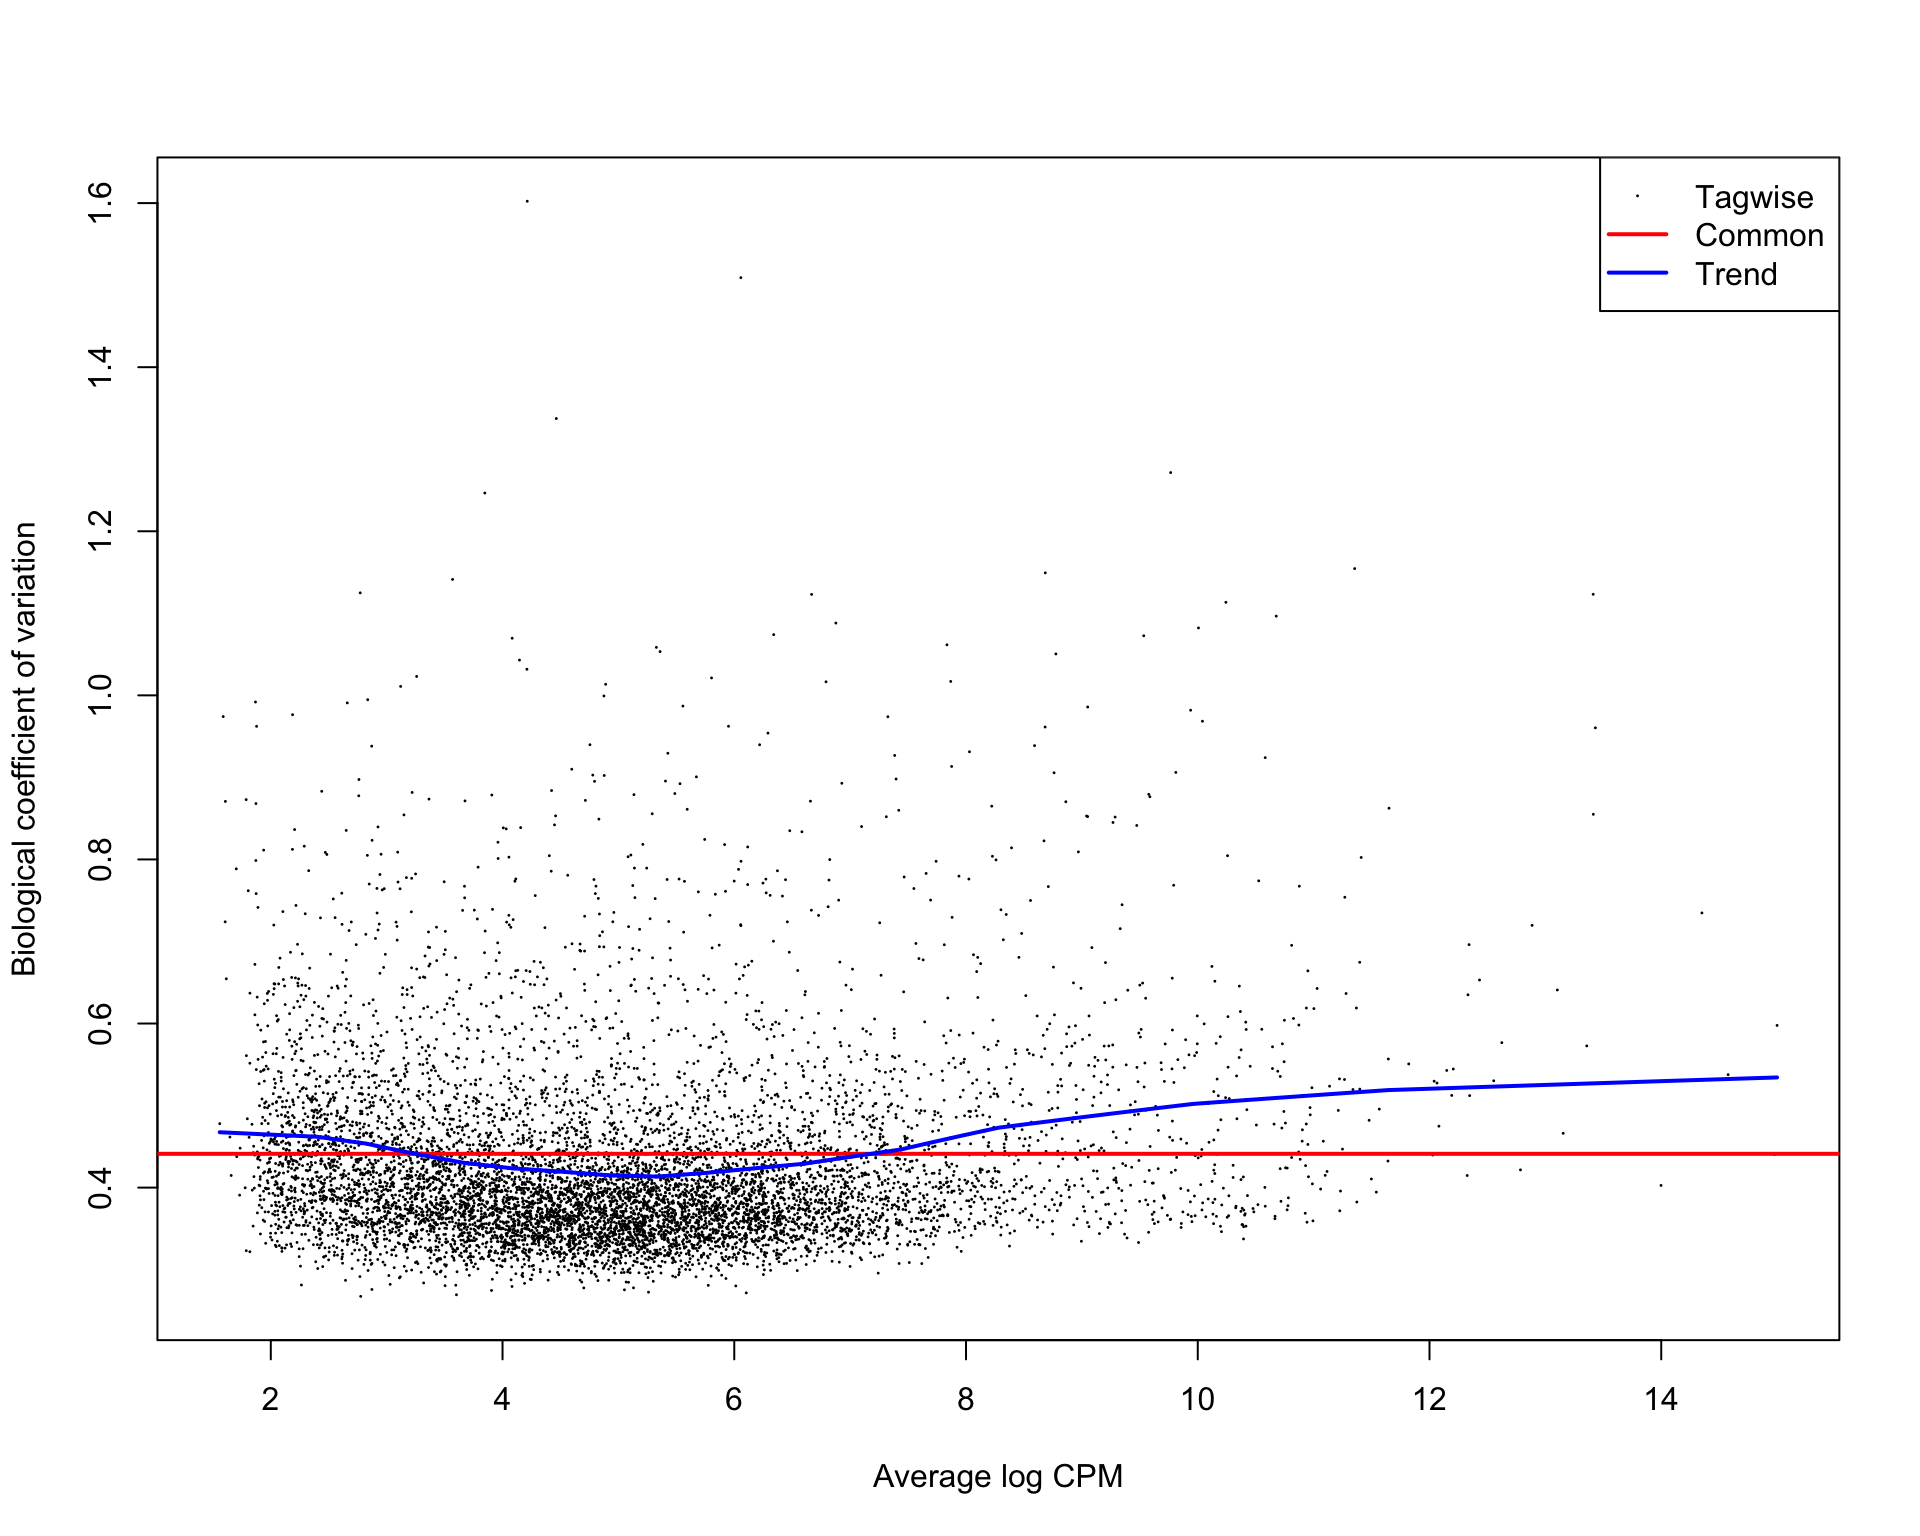 Tagwise
Common
Trend
Biological coefficient of variation
1.6
1.4
1.2
1.0
0.8
0.6
0.4
2 4 6 8 10 12 14
Average log CPM